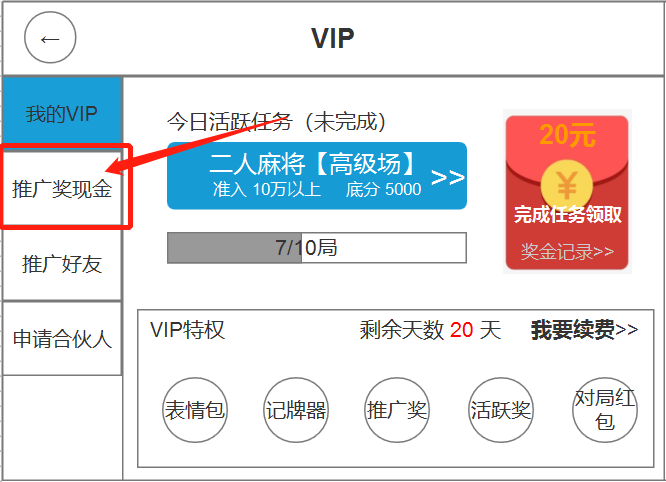 ←
VIP
我的VIP
推广奖现金
推广好友
申请合伙人
今日活跃任务（未完成）
二人麻将【高级场】
准入 10万以上 底分 5000
>>
7/10局
20元
¥
完成任务领取
奖金记录>>
VIP特权 剩余天数 20 天 我要续费>>
表情包
记牌器
推广奖
活跃奖
对局红
包